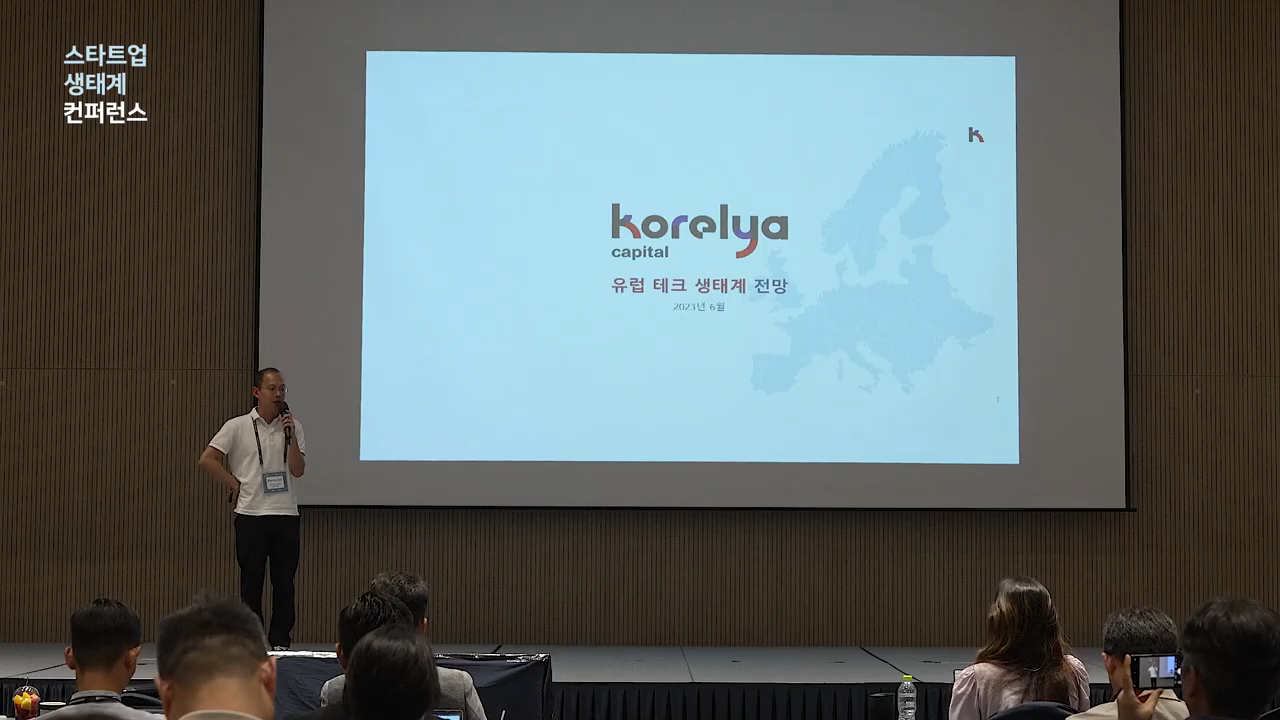 스타트업
생태계
컨퍼런스
k
korelya
capital
유럽 테크 생태계 전망
2023년 6월
1